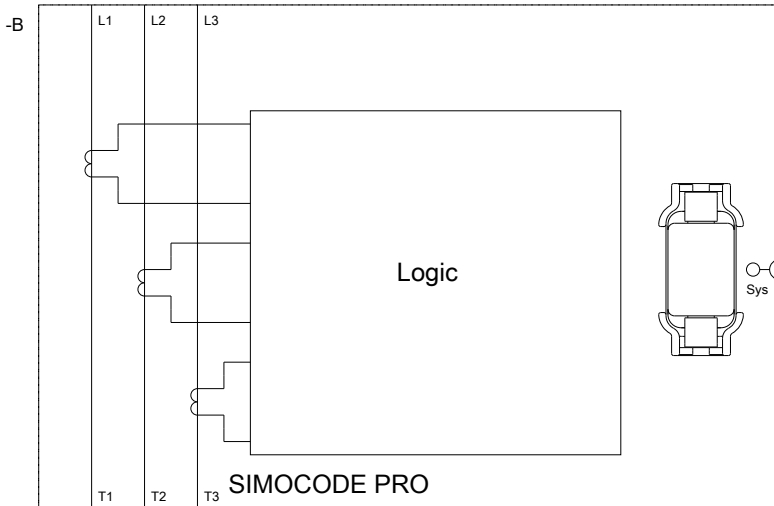 -B
L1 L2 L3
Logic
Sys
T1 T2 T3
SIMOCODE PRO